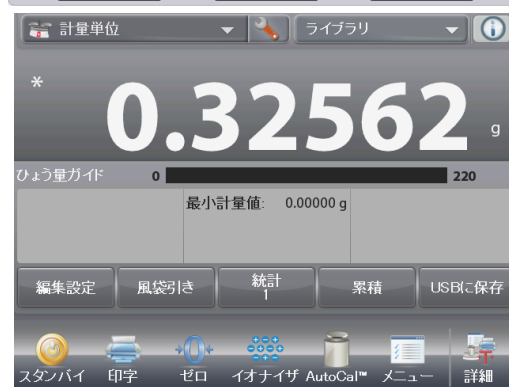 計量単位 ライブラリ
* 0.32562 g
ひょう量ガイド 0 220
最小計量値: 0.00000 g
編集設定 風袋引き 統計 累積 USBに保存
1
スタンバイ 印字 ゼロ イオナイザ AutoCal™ メニュー 詳細